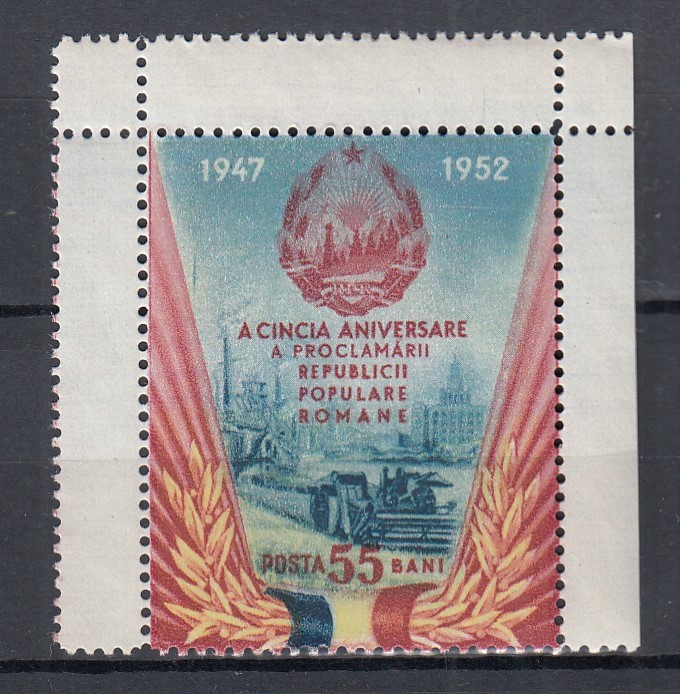 1947 1952
A CINCIA ANIVERSARE
A PROCLAMĂRII
REPUBLICII
POPULARE
ROMANE
POSTA 55 BANI